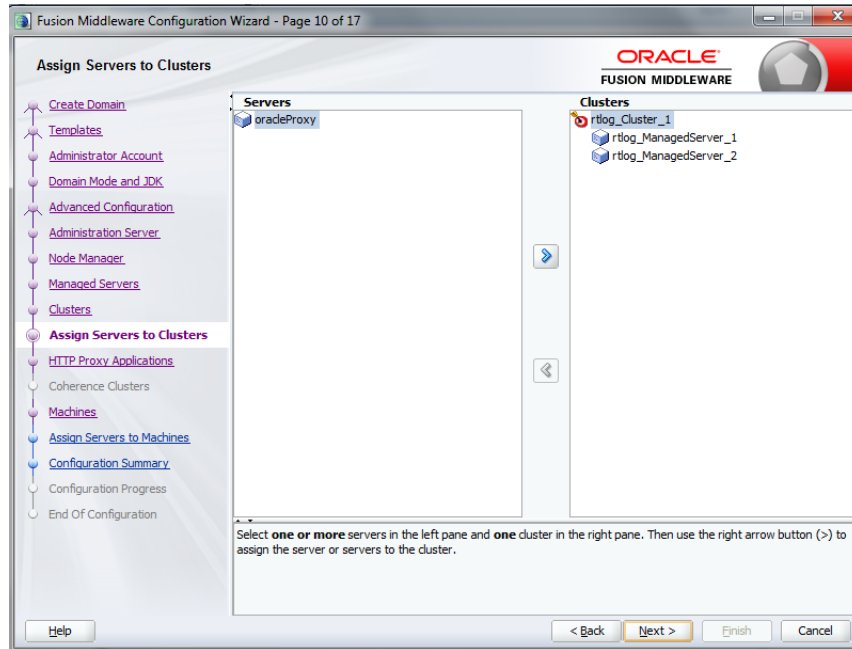 Fusion Middleware Configuration Wizard - Page 10 of 17
Assign Servers to Clusters
ORACLE
FUSION MIDDLEWARE
Create Domain
Templates
Administrator Account
Domain Mode and JDK
Advanced Configuration
Administration Server
Node Manager
Managed Servers
Clusters
Assign Servers to Clusters
HTTP Proxy Applications
Coherence Clusters
Machines
Assign Servers to Machines
Configuration Summary
Configuration Progress
End Of Configuration
Servers
oracleProxy
Clusters
rtlog_Cluster_1
rtlog_ManagedServer_1
rtlog_ManagedServer_2
Select one or more servers in the left pane and one cluster in the right pane. Then use the right arrow button (>) to
assign the server or servers to the cluster.
Help
< Back
Next >
Finish
Cancel